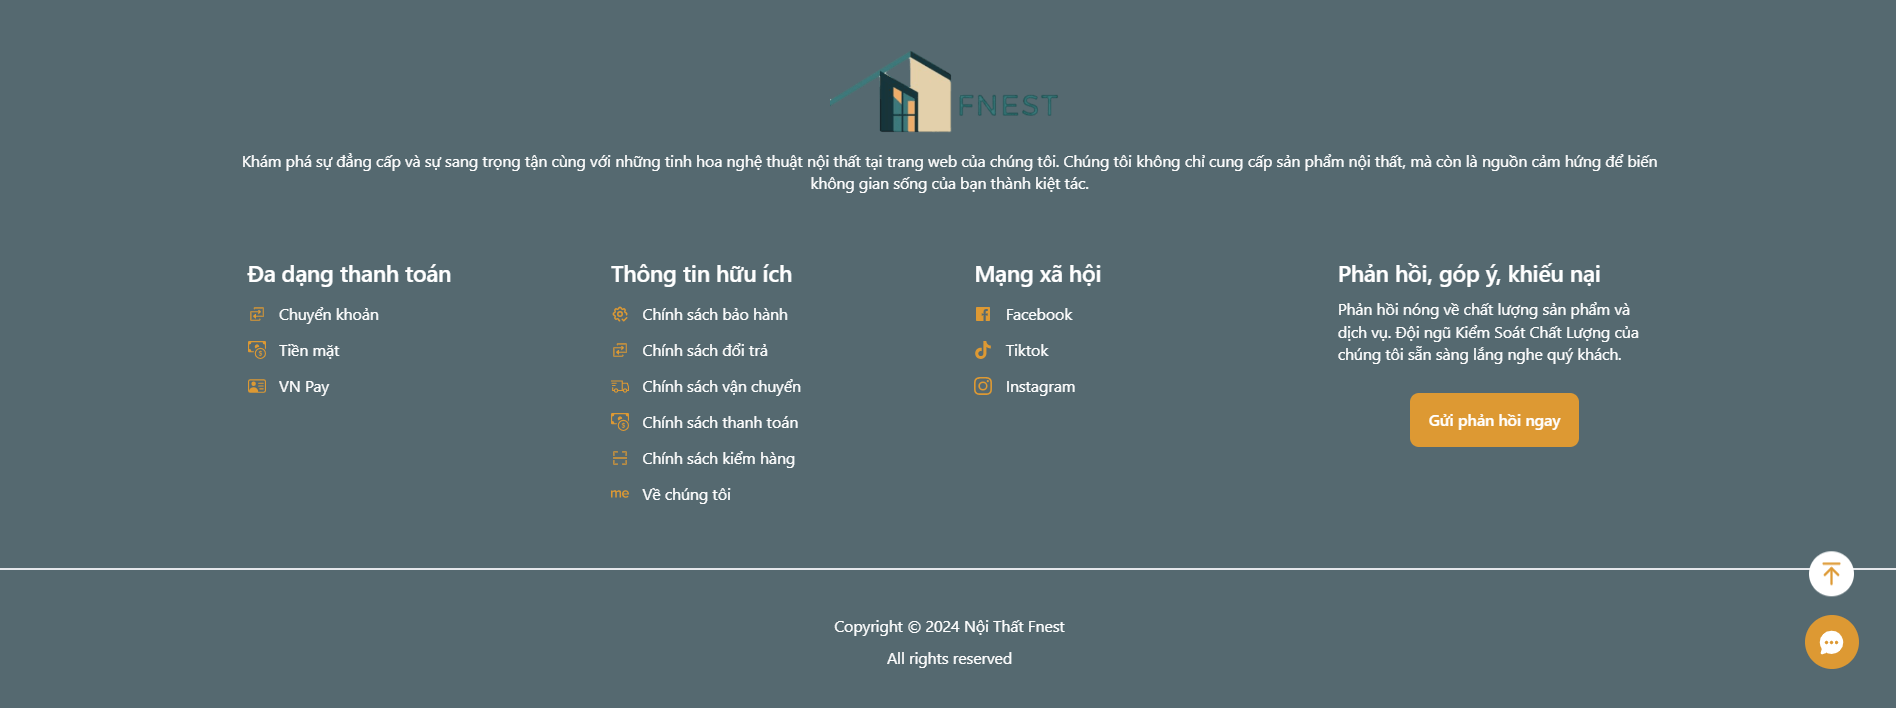 FNEST
Khám phá sự đẳng cấp và sự sang trọng tận cùng với những tinh hoa nghệ thuật nội thất tại trang web của chúng tôi. Chúng tôi không chỉ cung cấp sản phẩm nội thất, mà còn là nguồn cảm hứng để biến
không gian sống của bạn thành kiệt tác.
Đa dạng thanh toán
Chuyển khoản
Tiền mặt
VN Pay
Thông tin hữu ích
Chính sách bảo hành
Chính sách đổi trả
Chính sách vận chuyển
Chính sách thanh toán
Chính sách kiểm hàng
me Về chúng tôi
Mạng xã hội
Facebook
Tiktok
Instagram
Phản hồi, góp ý, khiếu nại
Phản hồi nóng về chất lượng sản phẩm và
dịch vụ. Đội ngũ Kiểm Soát Chất Lượng của
chúng tôi sẵn sàng lắng nghe quý khách.
Gửi phản hồi ngay
Copyright © 2024 Nội Thất Fnest
All rights reserved